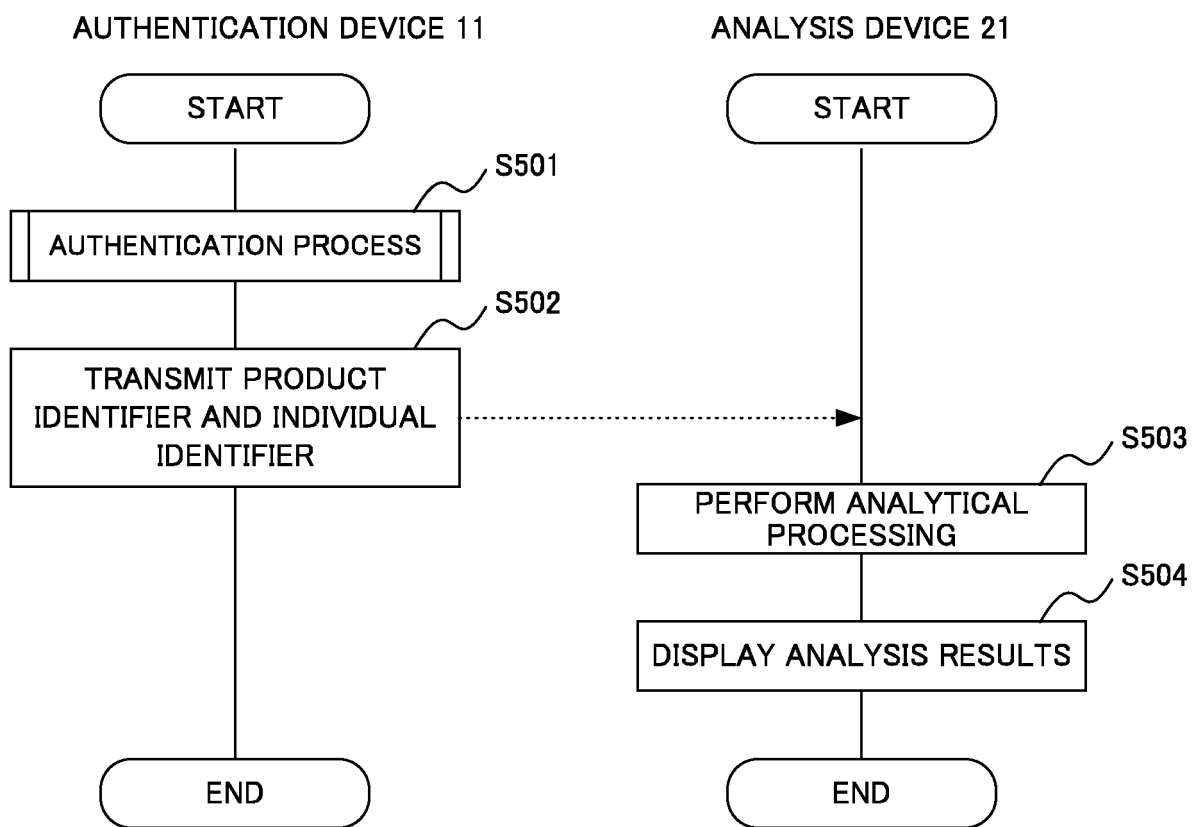 AUTHENTICATION DEVICE 11
START
S501
AUTHENTICATION PROCESS
S502
TRANSMIT PRODUCT
IDENTIFIER AND INDIVIDUAL
IDENTIFIER
END
ANALYSIS DEVICE 21
START
S503
PERFORM ANALYTICAL
PROCESSING
S504
DISPLAY ANALYSIS RESULTS
END